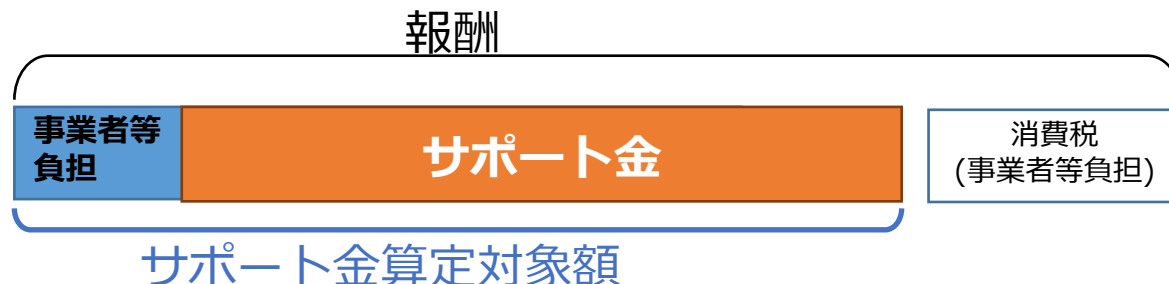 報酬
事業者等
負担
サポート金
消費税
(事業者等負担)
サポート金算定対象額